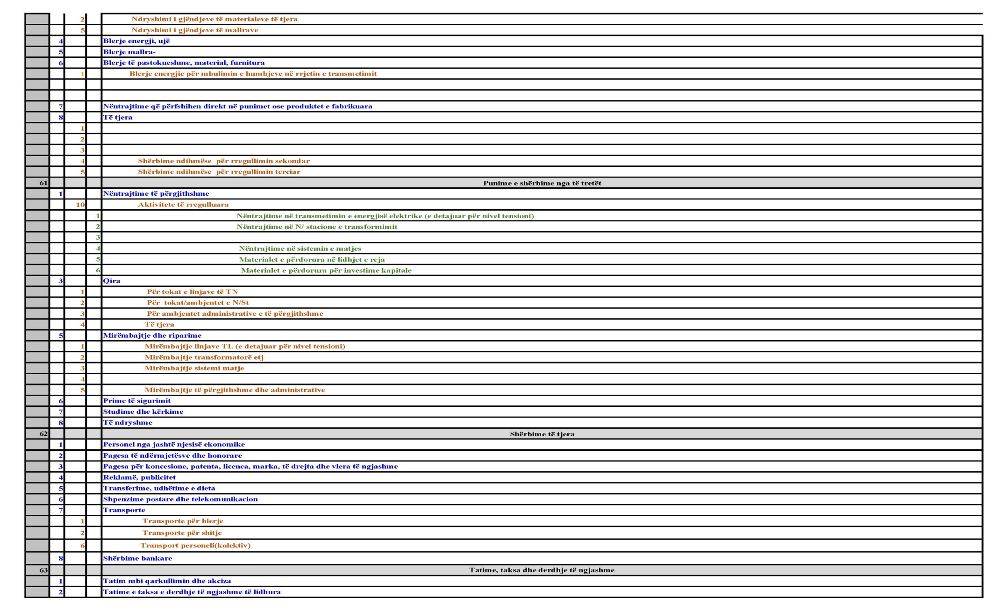 2 Ndryshimi i gjëndjeve të materialeve të tjera
5 Ndryshimi i gjëndjeve të mallrave
4 Blerje energji, ujë
5 Blerje mallra-
6 Blerje të pastokueshme, material, furnitura
1 Blerje energjie për mbulimin e humbjeve në rrjetin e transmetimit
7 Nëntrajtime që përfshihen direkt në punimet ose produktet e fabrikuara
8 Të tjera
1
2
3
4 Shërbime ndihmëse për rregullimin sekondar
5 Shërbime ndihmëse për rregullimin terciar
61 Punime e shërbime nga të tretët
1 Nëntrajtime të përgjithshme
10 Aktivitete të rregulluara
1 Nëntrajtime në transmetimin e energjisë elektrike (e detajuar për nivel tensioni)
2 Nëntrajtime në N/ stacione e transformimit
3
4 Nëntrajtime në sistemin e matjes
5 Materialet e përdorura në lidhjet e reja
6 Materialet e përdorura për investime kapitale
3 Qira
1 Për tokat e linjave të TN
2 Për tokat/ambjentet e N/St
3 Për ambjentet administrative e të përgjithshme
4 Të tjera
5 Mirëmbajtje dhe riparime
1 Mirëmbajtje linjave TL (e detajuar për nivel tensioni)
2 Mirëmbajtje transformatorë etj
3 Mirëmbajtje sistemi matje
4
5 Mirëmbajtje të përgjithshme dhe administrative
6 Prime të sigurimit
7 Studime dhe kërkime
8 Të ndryshme
62 Shërbime të tjera
1 Personel nga jashtë njesisë ekonomike
2 Pagesa të ndërmjetësve dhe honorare
3 Pagesa për koncesione, patenta, licenca, marka, të drejta dhe vlera të ngjashme
4 Reklamë, publicitet
5 Transferime, udhëtime e dieta
6 Shpenzime postare dhe telekomunikacion
7 Transporte
1 Transporte për blerje
2 Transporte për shitje
6 Transport personeli(kolektiv)
8 Shërbime bankare
63 Tatime, taksa dhe derdhje të ngjashme
1 Tatim mbi qarkullimin dhe akciza
2 Tatime e taksa e derdhje të ngjashme të lidhura